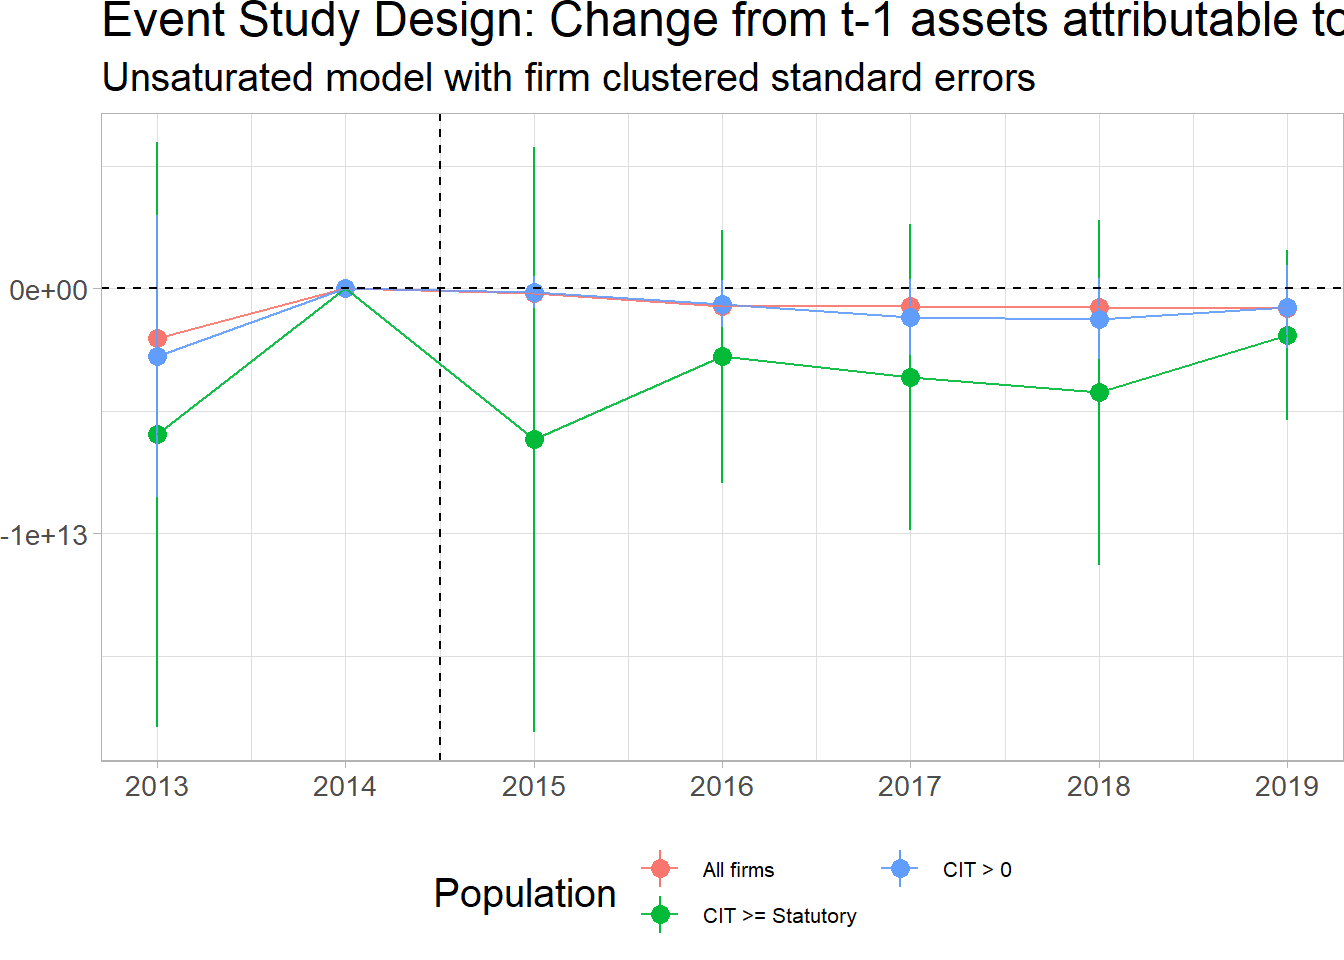 Event Study Design: Change from t-1 assets attributable to
Unsaturated model with firm clustered standard errors
0e+00
-1e+13
2013 2014 2015 2016 2017 2018 2019
Population
All firms
CIT >= Statutory
CIT > 0